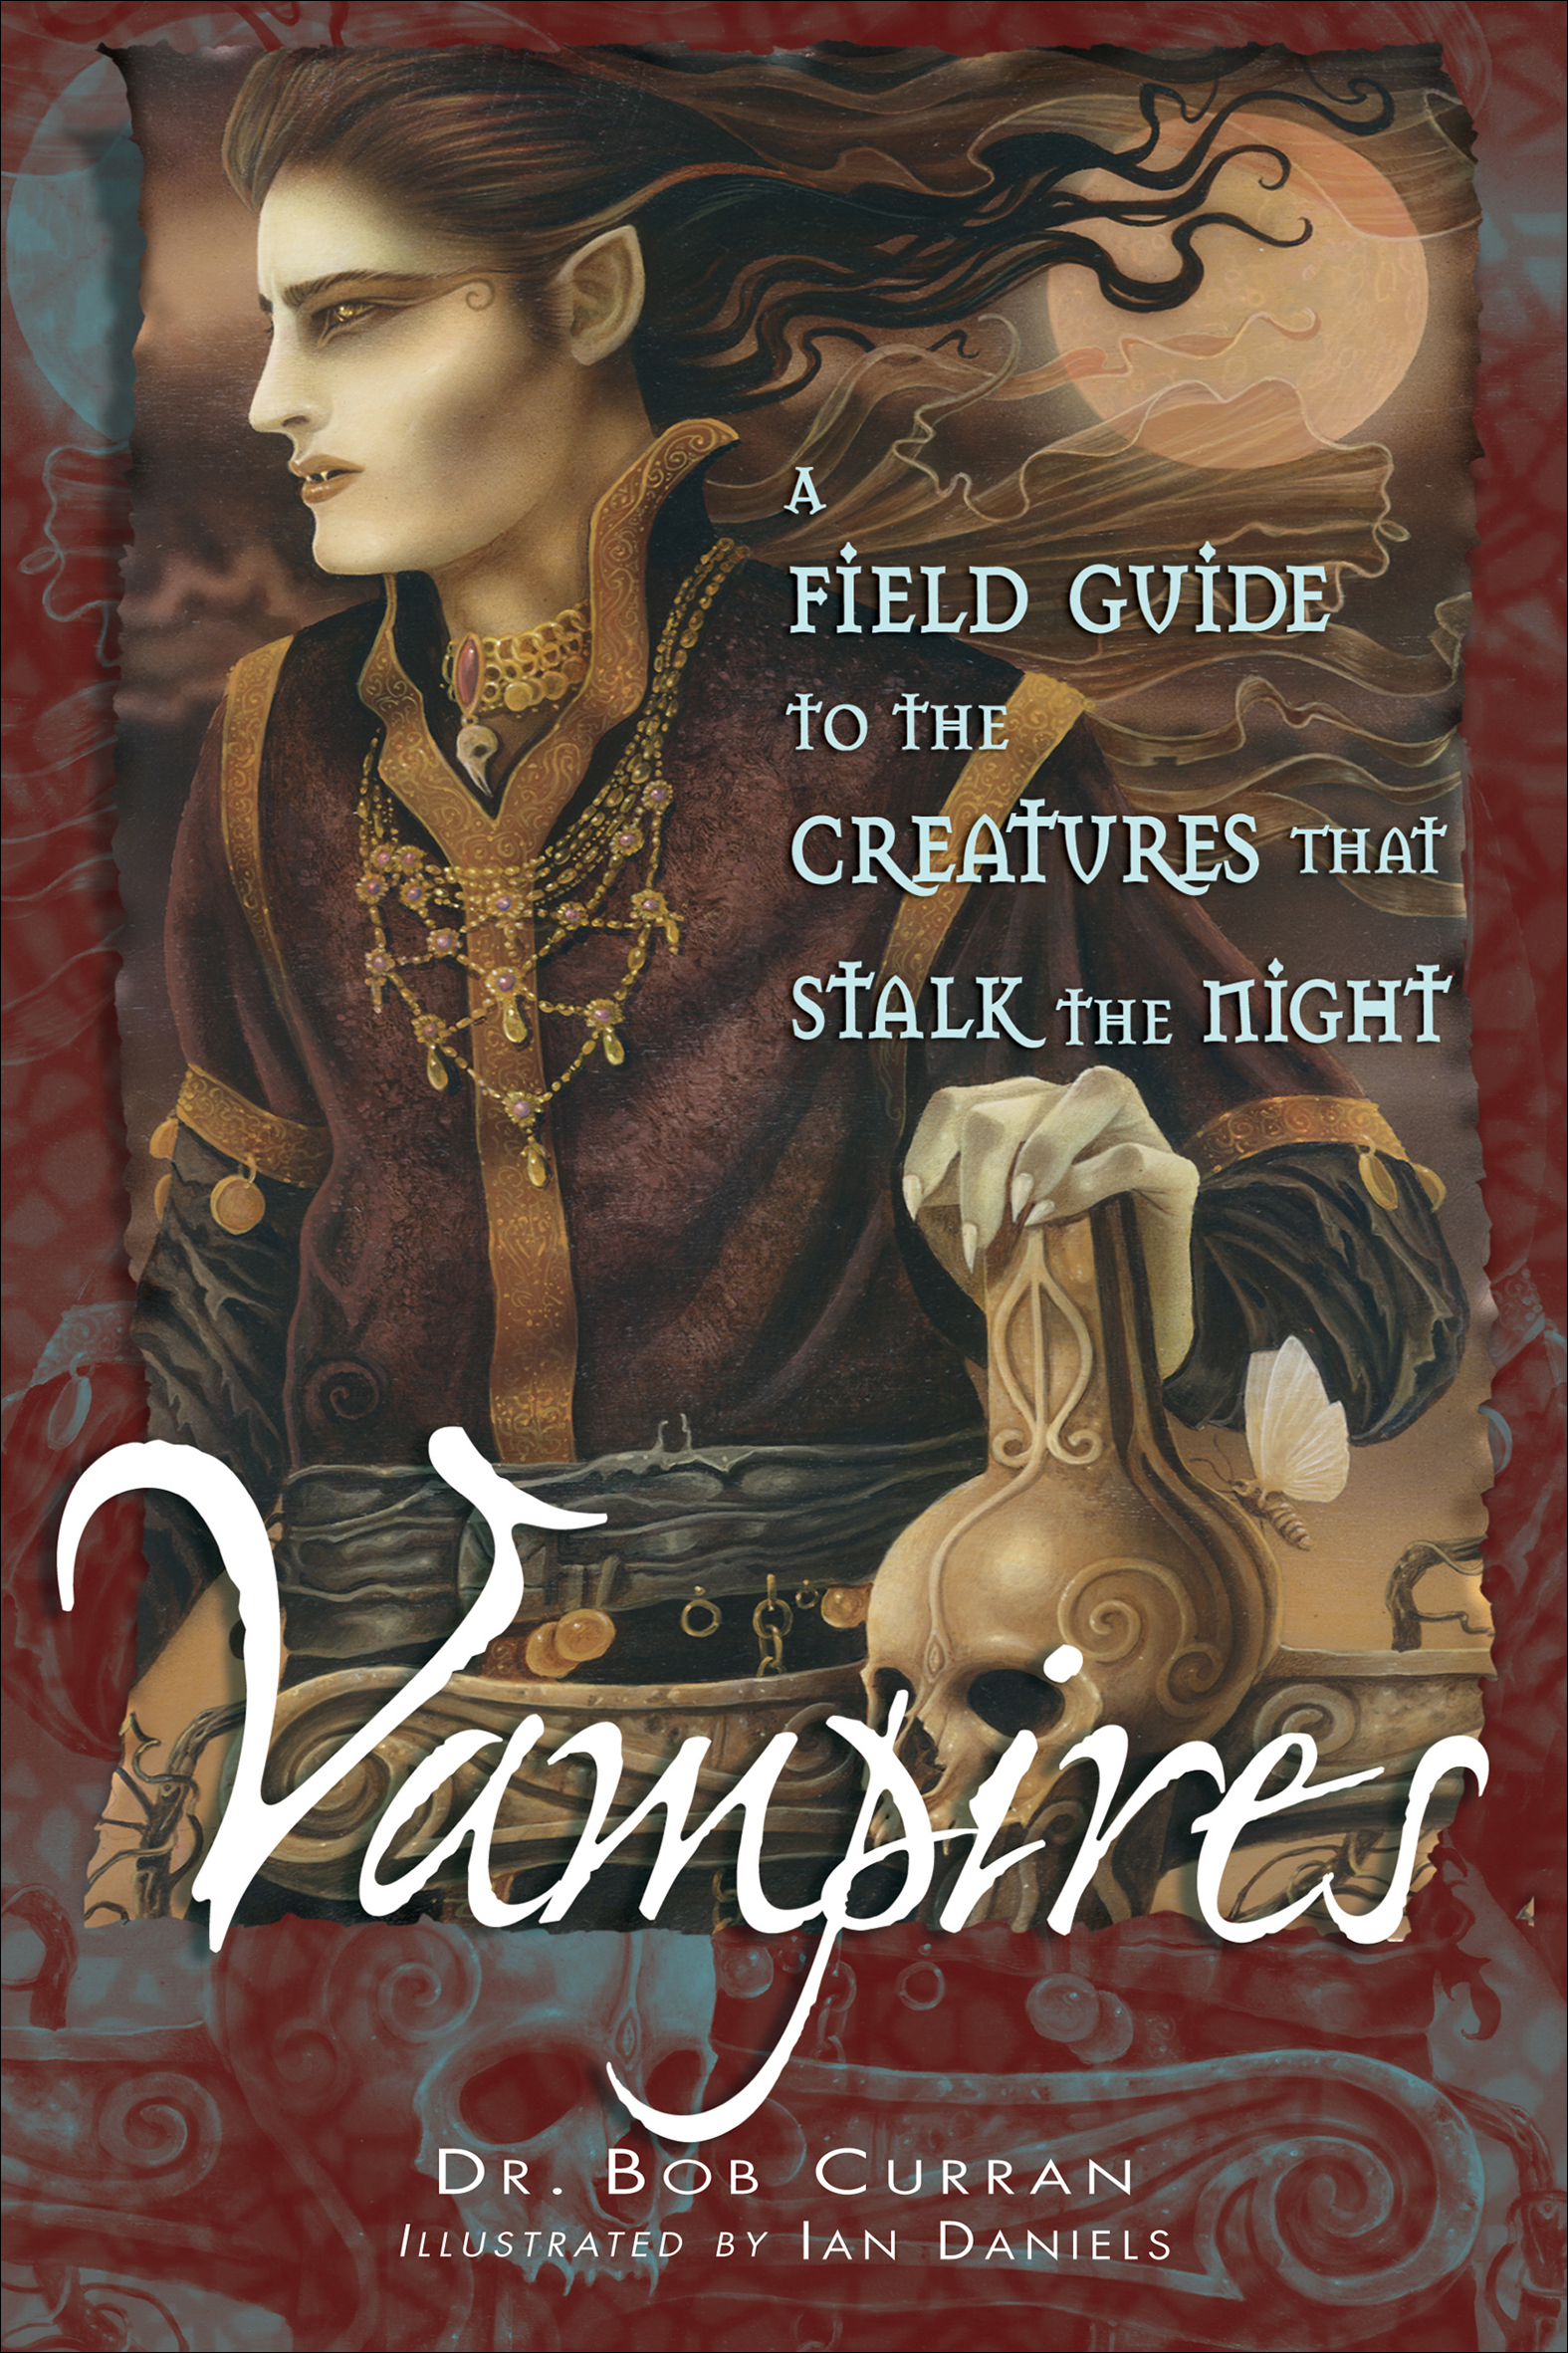 A
FIELD GUIDE
TO THE
CREATURES THAT
STALK THE NIGHT
Vampires
DR. BOB CURRAN
ILLUSTRATED BY IAN DANIELS